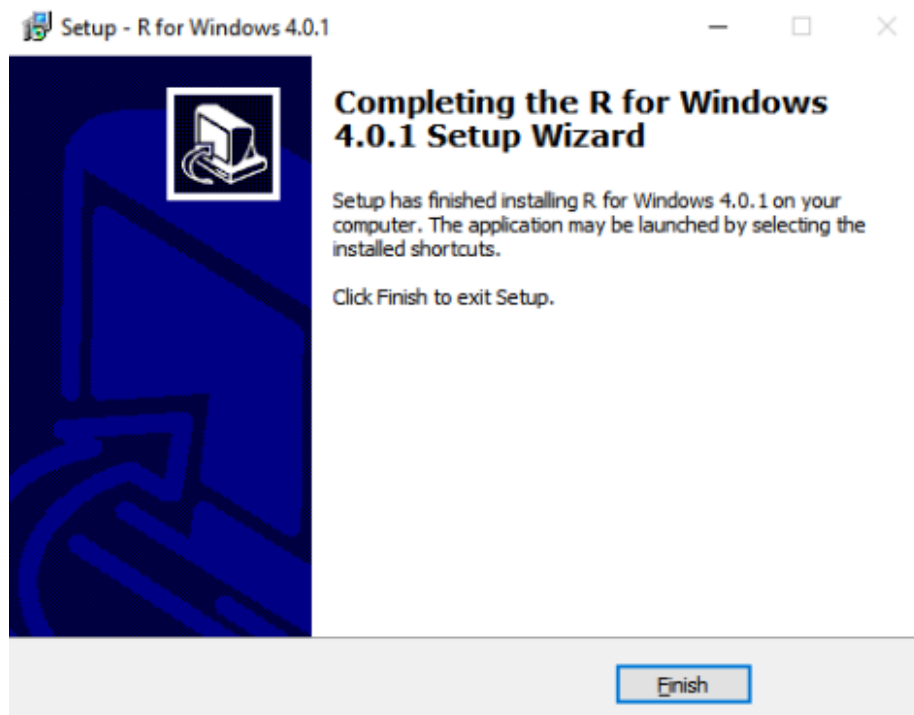 Setup - R for Windows 4.0.1
Completing the R for Windows
4.0.1 Setup Wizard
Setup has finished installing R for Windows 4.0.1 on your
computer. The application may be launched by selecting the
installed shortcuts.
Click Finish to exit Setup.
Finish